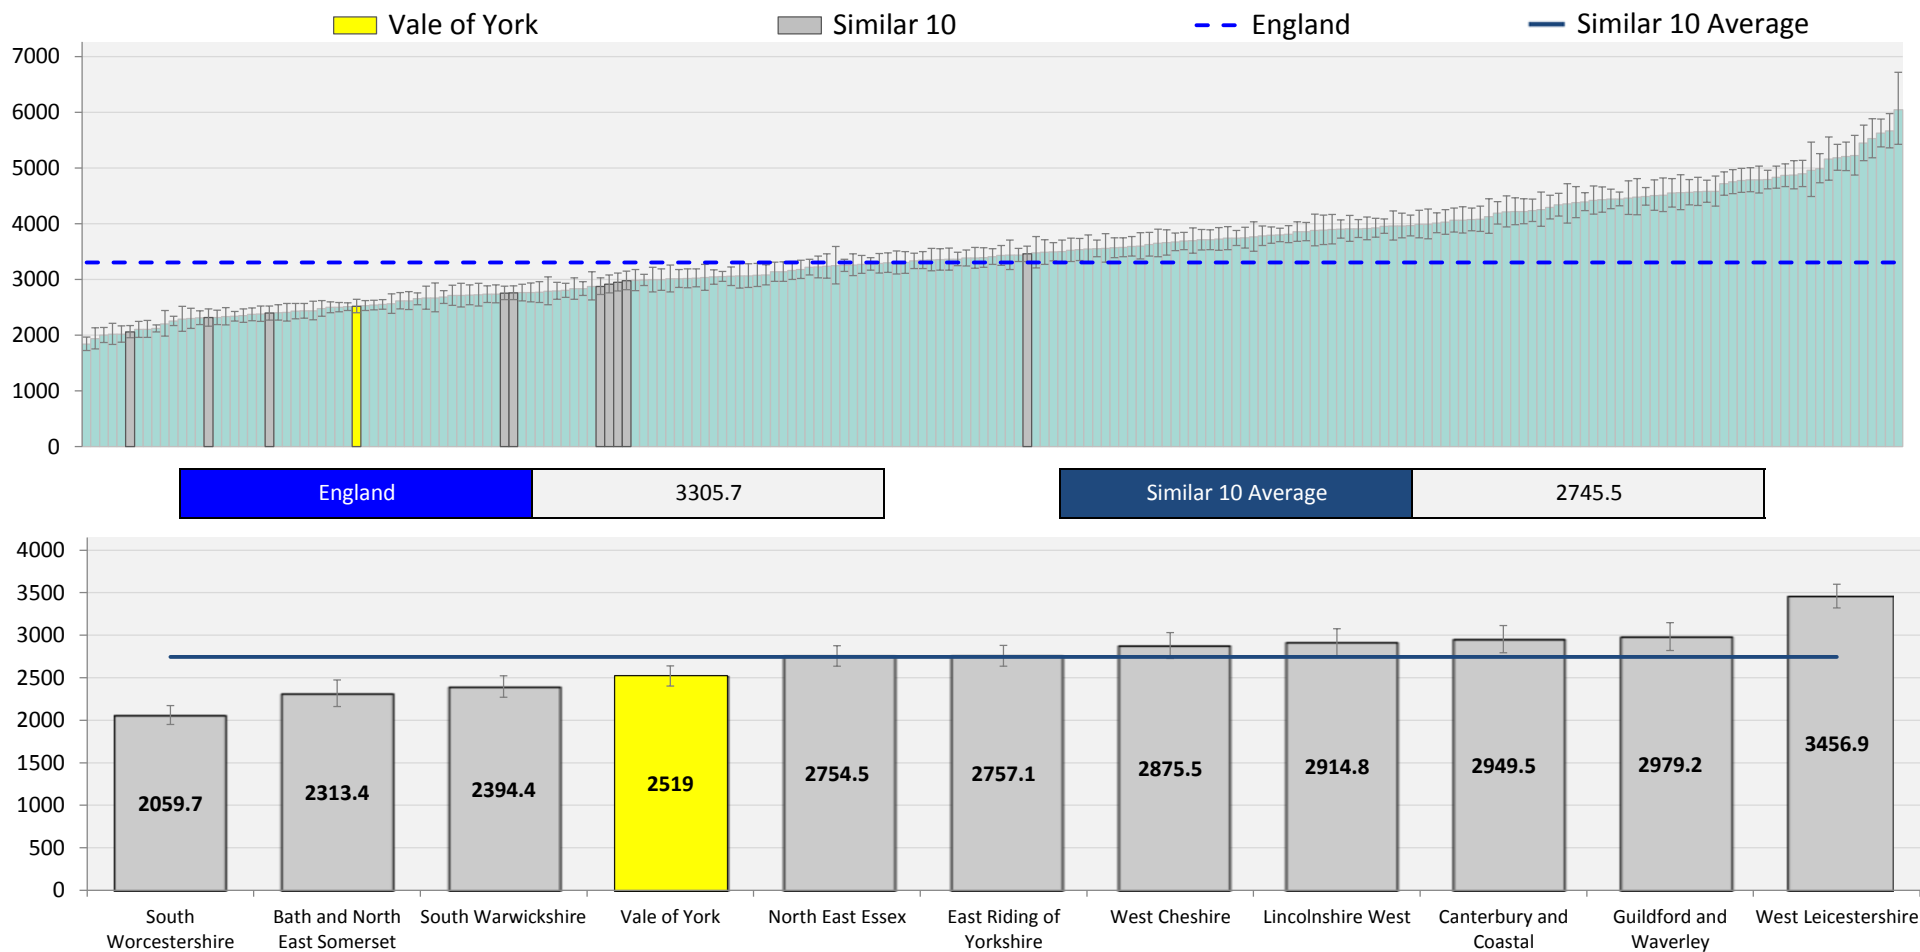 Vale of York
Similar 10
England
Similar 10 Average
7000
6000
5000
4000
3000
2000
1000
0
England
3305.7
Similar 10 Average
2745.5
4000
3500
3000
2500
2000
1500
1000
500
0
2059.7
2313.4
2394.4
2519
2754.5
2757.1
2875.5
2914.8
2949.5
2979.2
3456.9
South
Worcestershire
Bath and North
East Somerset
South Warwickshire
Vale of York
North East Essex
East Riding of
Yorkshire
West Cheshire
Lincolnshire West
Canterbury and
Coastal
Guildford and
Waverley
West Leicestershire